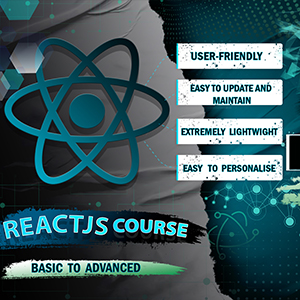 USER-FRIENDLY
EASY TO UPDATE AND
MAINTAIN
EXTREMELY LIGHTWIGHT
EASY TO PERSONALISE
REACTJS COURSE
BASIC TO ADVANCED